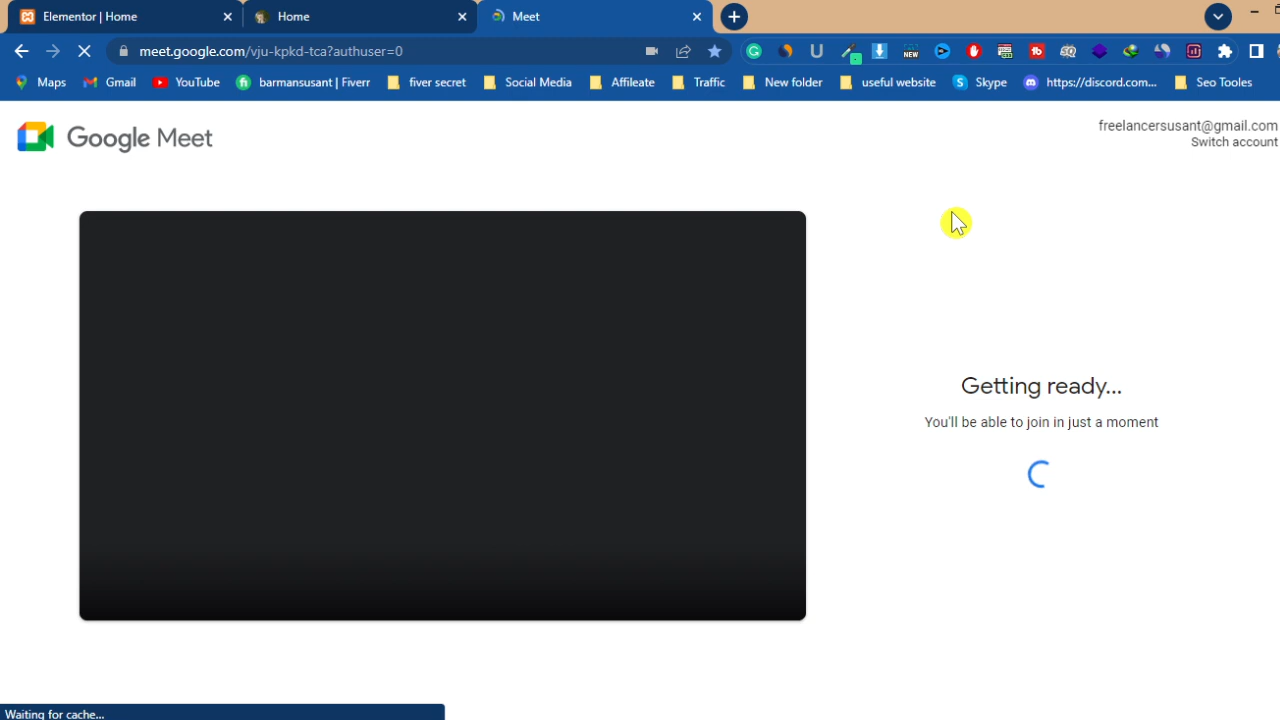 Elementor | Home
Home
Meet
meet.google.com/vju-kpkd-tca?authuser=0
Maps
Gmail
YouTube
barmansusant | Fiverr
fiver secret
Social Media
Affileate
Traffic
New folder
useful website
Skype
https://discord.com...
Seo Tooles
Google Meet
freelancersusant@gmail.com
Switch account
Getting ready...
You'll be able to join in just a moment
Waiting for cache...